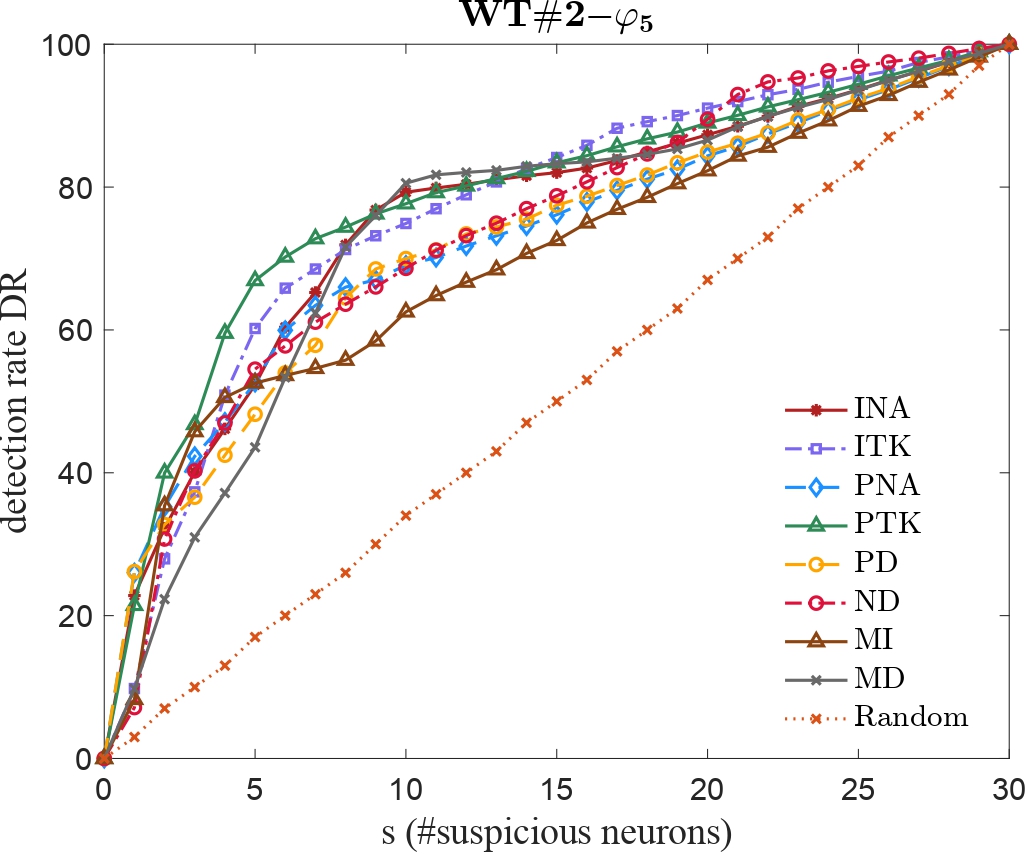 WT#2−φ₅
100
80
60
40
20
0
detection rate DR
0 5 10 15 20 25 30
s (#suspicious neurons)
INA
ITK
PNA
PTK
PD
ND
MI
MD
Random